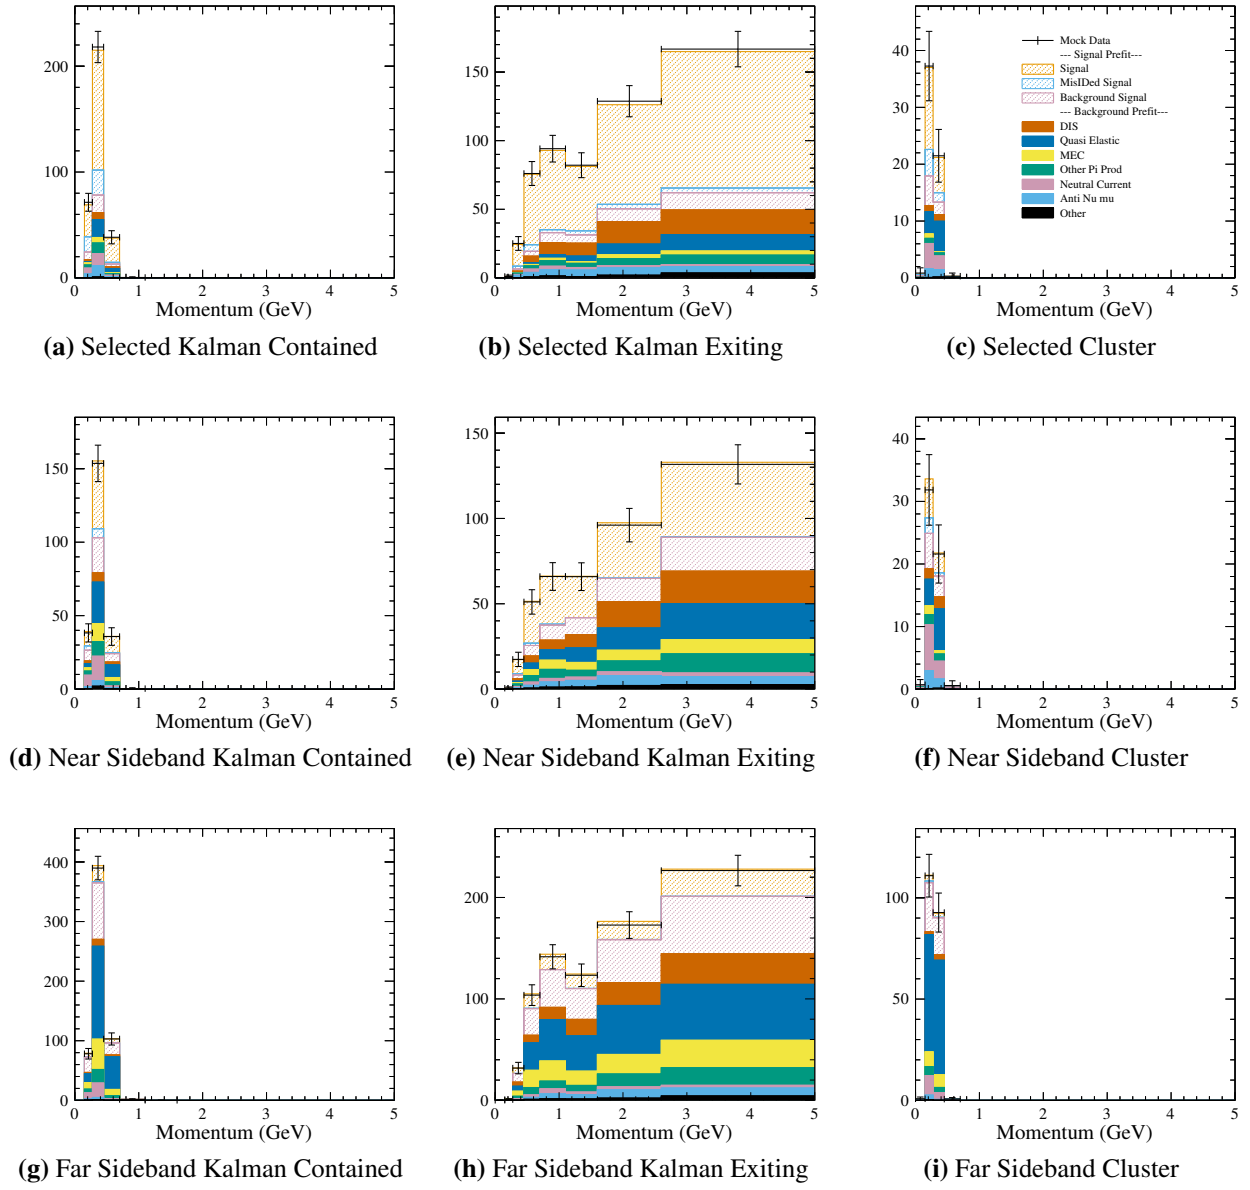 200
100
0
0 1 2 3 4 5
Momentum (GeV)
(a) Selected Kalman Contained
150
100
50
0
0 1 2 3 4 5
Momentum (GeV)
(b) Selected Kalman Exiting
40
30
20
10
0
0 1 2 3 4 5
Momentum (GeV)
Mock Data
--- Signal Prefit---
Signal
MisIDed Signal
Background Signal
--- Background Prefit---
DIS
Quasi Elastic
MEC
Other Pi Prod
Neutral Current
Anti Nu mu
Other
(c) Selected Cluster
150
100
50
0
0 1 2 3 4 5
Momentum (GeV)
(d) Near Sideband Kalman Contained
150
100
50
0
0 1 2 3 4 5
Momentum (GeV)
(e) Near Sideband Kalman Exiting
40
30
20
10
0
0 1 2 3 4 5
Momentum (GeV)
(f) Near Sideband Cluster
400
300
200
100
0
0 1 2 3 4 5
Momentum (GeV)
(g) Far Sideband Kalman Contained
200
100
0
0 1 2 3 4 5
Momentum (GeV)
(h) Far Sideband Kalman Exiting
100
50
0
0 1 2 3 4 5
Momentum (GeV)
(i) Far Sideband Cluster